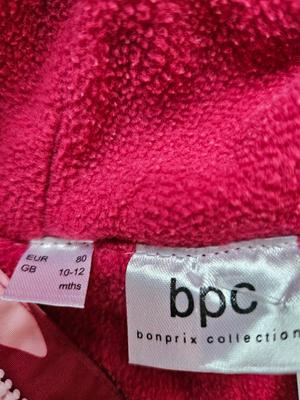 EUR 80
GB 10-12
mths
bpc
bonprix collection